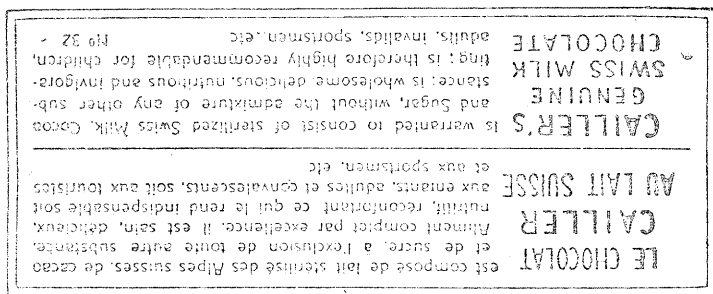 LE CHOCOLAT
CAILLER
AU LAIT SUISSE
est composé de lait stérilisé des Alpes suisses, de cacao
et de sucre, à l'exclusion de toute autre substance.
Aliment complet par excellence. Il est sain, délicieux,
nutritif, réconfortant ce qui le rend indispensable soit
aux enfants, adultes et convalescents, soit aux touristes
et aux sportsmen, etc
CAILLER'S
GENUINE
SWISS MILK
CHOCOLATE
is warranted to consist of sterilized Swiss Milk, Cocoa
and Sugar, without the admixture of any other sub-
stance; is wholesome, delicious, nutritious and invigora-
ting; is therefore highly recommendable for children,
adults, invalids, sportsmen, etc Nº 32